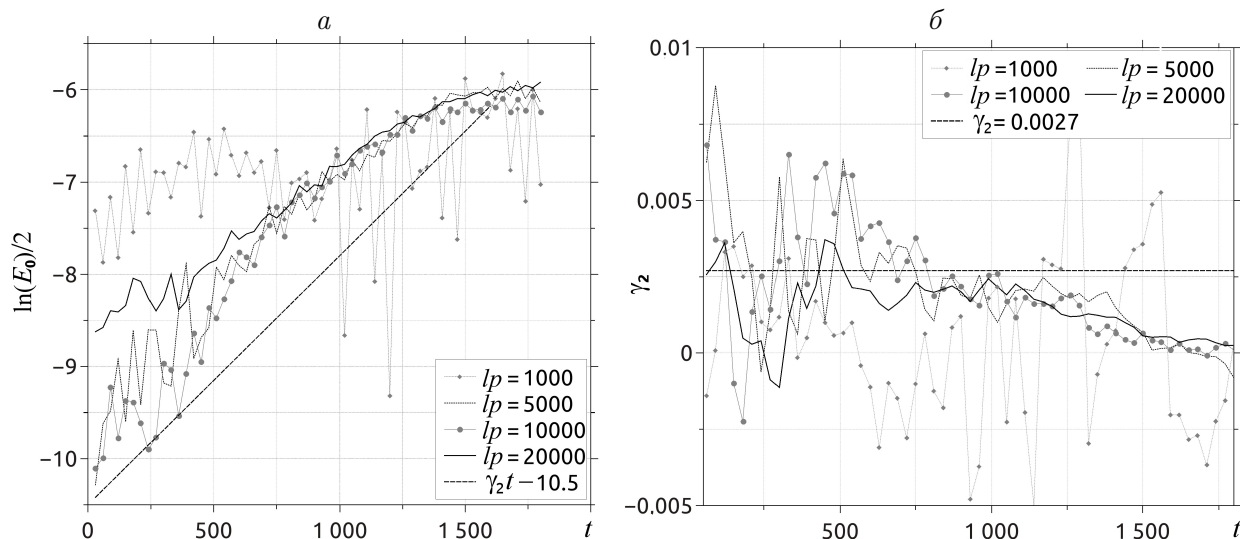 а
−6
−7
−8
−9
−10
ln(E₀)/2
0
500
1 000
1 500
t
lp = 1000
lp = 5000
lp = 10000
lp = 20000
γ₂t − 10.5
б
0.01
0.005
0
−0.005
γ₂
500
1 000
1 500
t
lp = 1000
lp = 5000
lp = 10000
lp = 20000
γ₂ = 0.0027